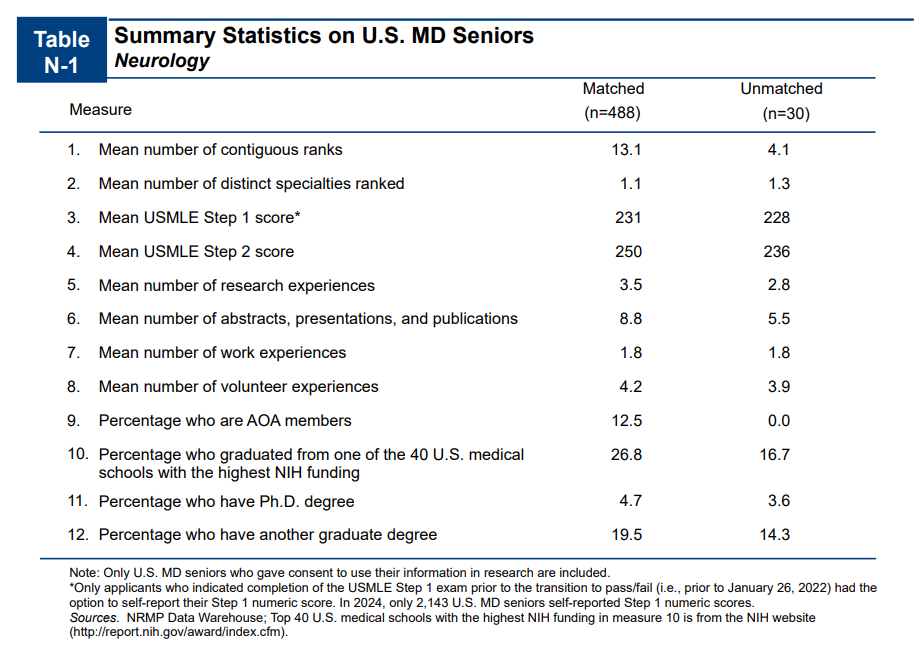 Table
N-1
Summary Statistics on U.S. MD Seniors
Neurology
Measure
Matched
(n=488)
Unmatched
(n=30)
1. Mean number of contiguous ranks 13.1 4.1
2. Mean number of distinct specialties ranked 1.1 1.3
3. Mean USMLE Step 1 score* 231 228
4. Mean USMLE Step 2 score 250 236
5. Mean number of research experiences 3.5 2.8
6. Mean number of abstracts, presentations, and publications 8.8 5.5
7. Mean number of work experiences 1.8 1.8
8. Mean number of volunteer experiences 4.2 3.9
9. Percentage who are AOA members 12.5 0.0
10. Percentage who graduated from one of the 40 U.S. medical 26.8 16.7
schools with the highest NIH funding
11. Percentage who have Ph.D. degree 4.7 3.6
12. Percentage who have another graduate degree 19.5 14.3
Note: Only U.S. MD seniors who gave consent to use their information in research are included.
*Only applicants who indicated completion of the USMLE Step 1 exam prior to the transition to pass/fail (i.e., prior to January 26, 2022) had the
option to self-report their Step 1 numeric score. In 2024, only 2,143 U.S. MD seniors self-reported Step 1 numeric scores.
Sources. NRMP Data Warehouse; Top 40 U.S. medical schools with the highest NIH funding in measure 10 is from the NIH website
(http://report.nih.gov/award/index.cfm).